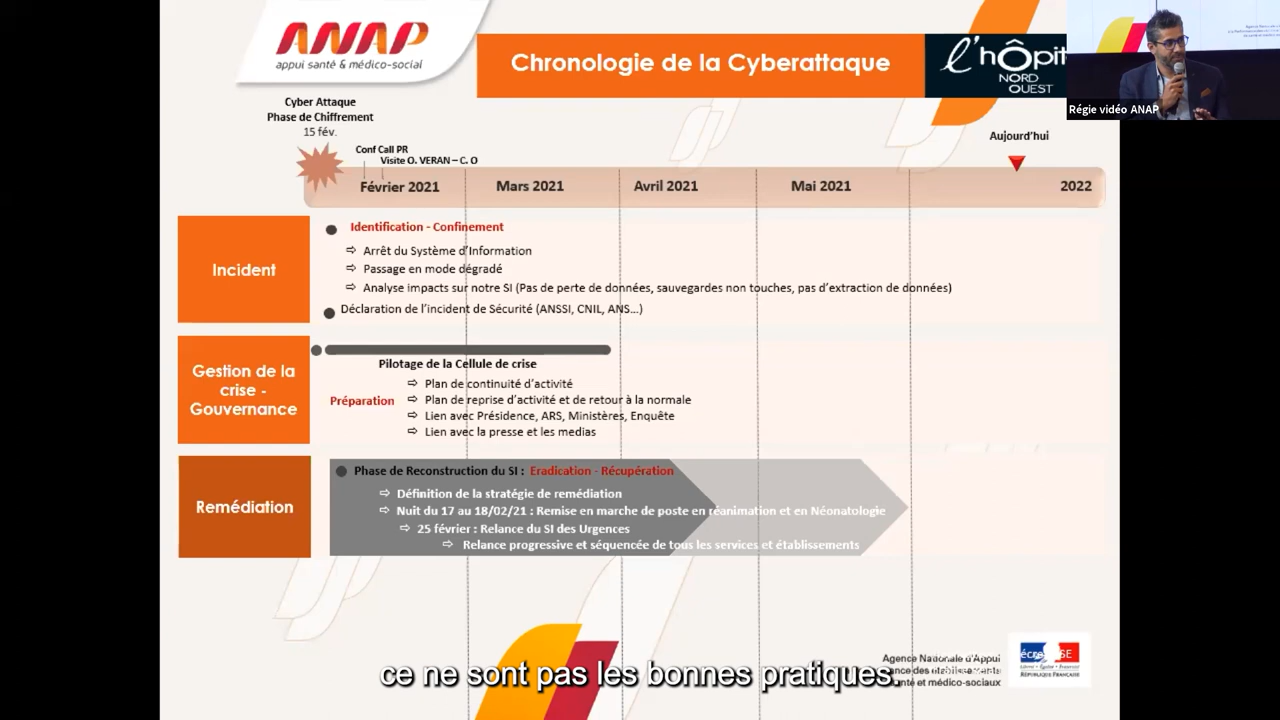 ANAP
appui santé & médico-social
Chronologie de la Cyberattaque
l'hôpit
NORD
OUEST
Régie vidéo ANAP
Cyber Attaque
Phase de Chiffrement
15 fév.
Conf Call PR
Visite O. VERAN – C. O
Aujourd'hui
Février 2021
Mars 2021
Avril 2021
Mai 2021
2022
Incident
Identification - Confinement
⇨ Arrêt du Système d'Information
⇨ Passage en mode dégradé
⇨ Analyse impacts sur notre SI (Pas de perte de données, sauvegardes non touches, pas d'extraction de données)
Déclaration de l'incident de Sécurité (ANSSI, CNIL, ANS...)
Gestion de la
crise -
Gouvernance
Pilotage de la Cellule de crise
Préparation
⇨ Plan de continuité d'activité
⇨ Plan de reprise d'activité et de retour à la normale
⇨ Lien avec Présidence, ARS, Ministères, Enquête
⇨ Lien avec la presse et les medias
Remédiation
Phase de Reconstruction du SI : Eradication - Récupération
⇨ Définition de la stratégie de remédiation
⇨ Nuit du 17 au 18/02/21 : Remise en marche de poste en réanimation et en Néonatologie
⇨ 25 février : Relance du SI des Urgences
⇨ Relance progressive et séquencée de tous les services et établissements
Agence Nationale d'Appui
ance des établissements
nté et médico-sociaux
RÉPUBLIQUE FRANÇAISE
ce ne sont pas les bonnes pratiques.